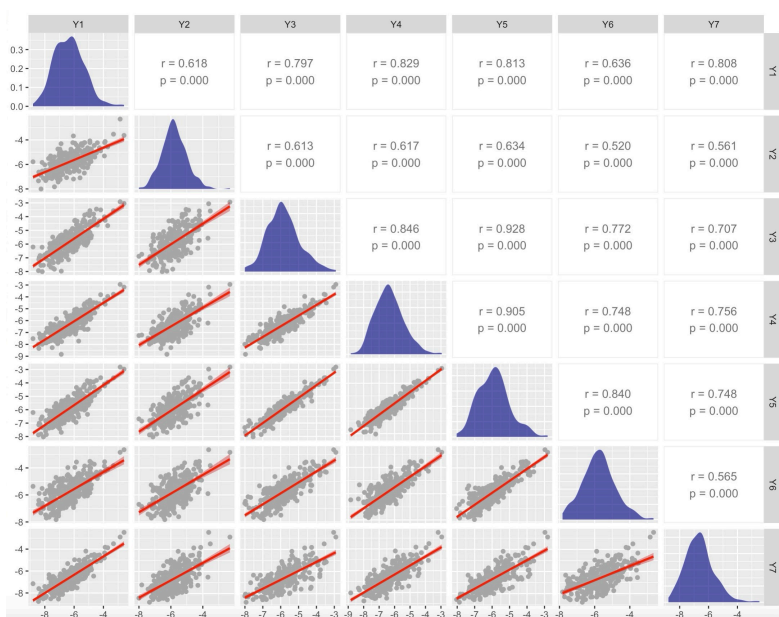 Y1 Y2 Y3 Y4 Y5 Y6 Y7
0.3
0.2
0.1
0.0
r = 0.618
p = 0.000
r = 0.797
p = 0.000
r = 0.829
p = 0.000
r = 0.813
p = 0.000
r = 0.636
p = 0.000
r = 0.808
p = 0.000
Y1
-4
-6
-8
r = 0.613
p = 0.000
r = 0.617
p = 0.000
r = 0.634
p = 0.000
r = 0.520
p = 0.000
r = 0.561
p = 0.000
Y2
-3
-4
-5
-6
-7
-8
r = 0.846
p = 0.000
r = 0.928
p = 0.000
r = 0.772
p = 0.000
r = 0.707
p = 0.000
Y3
-3
-4
-5
-6
-7
-8
-9
r = 0.905
p = 0.000
r = 0.748
p = 0.000
r = 0.756
p = 0.000
Y4
-3
-4
-5
-6
-7
-8
r = 0.840
p = 0.000
r = 0.748
p = 0.000
Y5
-4
-6
-8
r = 0.565
p = 0.000
Y6
-4
-6
-8
Y7
-8 -6 -4
-8 -6 -4
-8 -7 -6 -5 -4 -3
-9 -8 -7 -6 -5 -4 -3
-8 -7 -6 -5 -4 -3
-8 -6 -4
-8 -6 -4